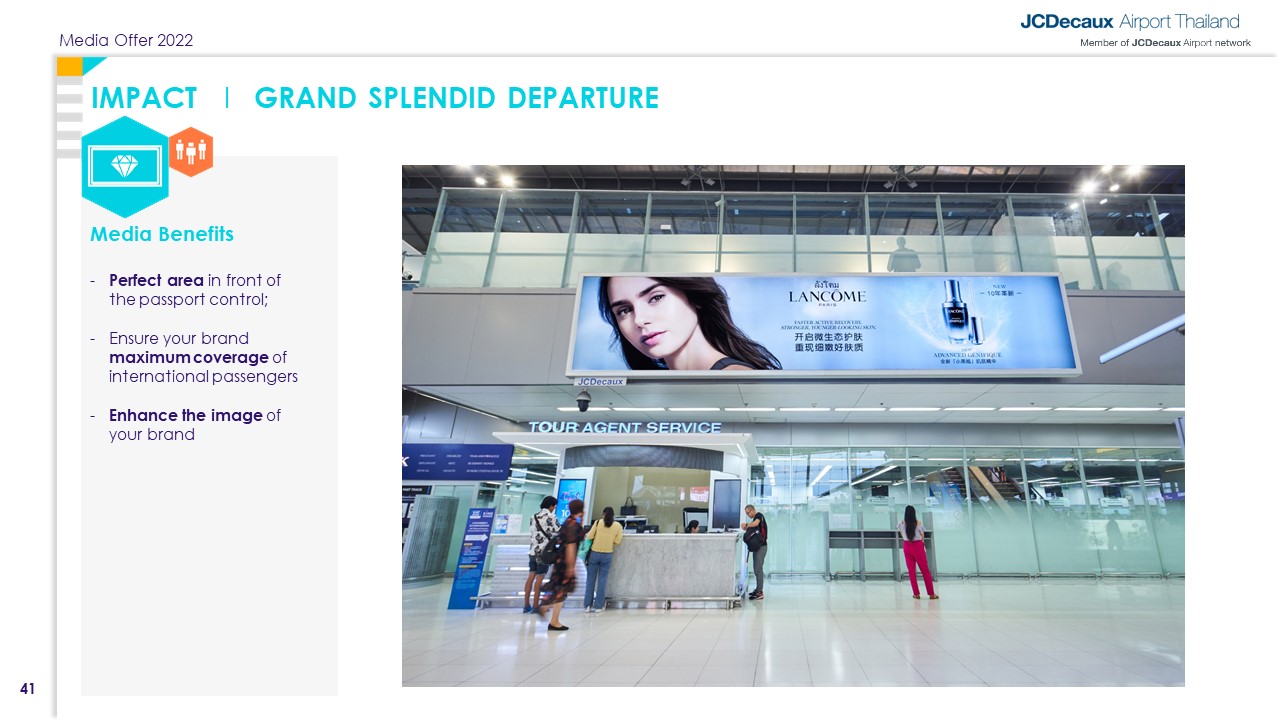 Media Offer 2022
JCDecaux Airport Thailand
Member of JCDecaux Airport network
IMPACT | GRAND SPLENDID DEPARTURE
Media Benefits
- Perfect area in front of
the passport control;
- Ensure your brand
maximum coverage of
international passengers
- Enhance the image of
your brand
ลังโคม
LANCÔME
PARIS
FASTER ACTIVE RECOVERY.
STRONGER, YOUNGER-LOOKING SKIN.
开启微生态护肤
重现细嫩好肤质
NEW
10年革新
ADVANCED GÉNIFIQUE
JCDecaux
TOUR AGENT SERVICE
41